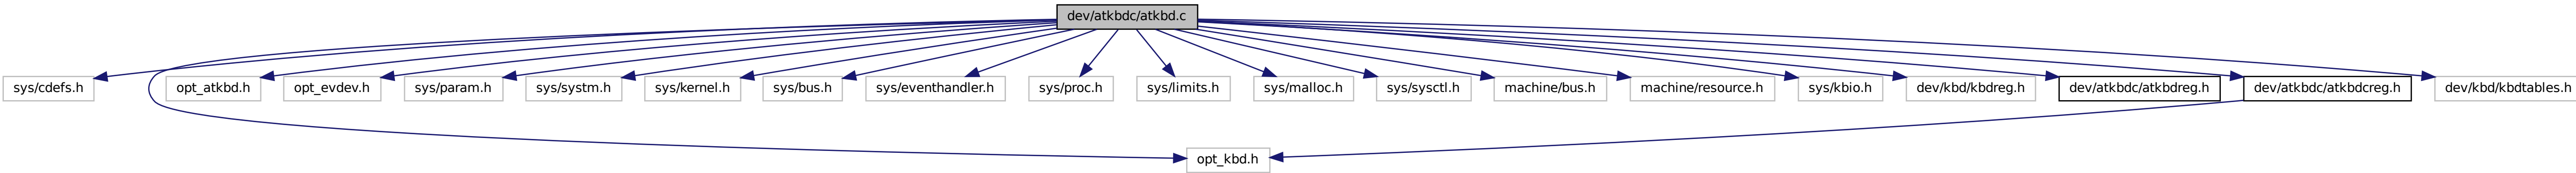 dev/atkbdc/atkbd.c
sys/cdefs.h
opt_atkbd.h
opt_evdev.h
sys/param.h
sys/systm.h
sys/kernel.h
sys/bus.h
sys/eventhandler.h
sys/proc.h
sys/limits.h
sys/malloc.h
sys/sysctl.h
machine/bus.h
machine/resource.h
sys/kbio.h
dev/kbd/kbdreg.h
dev/atkbdc/atkbdreg.h
dev/atkbdc/atkbdcreg.h
dev/kbd/kbdtables.h
opt_kbd.h